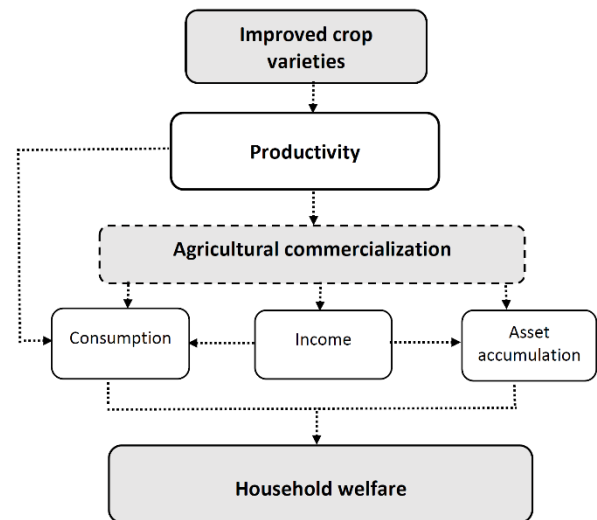 Improved crop
varieties
Productivity
Agricultural commercialization
Consumption
Income
Asset
accumulation
Household welfare